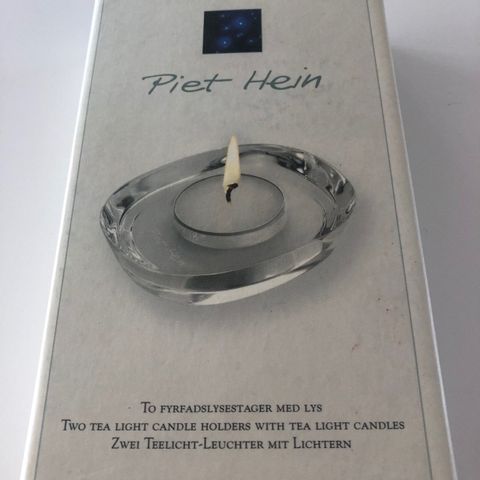 Piet Hein
To fyrfadslysestager med lys
Two tea light candle holders with tea light candles
Zwei Teelicht-Leuchter mit Lichtern